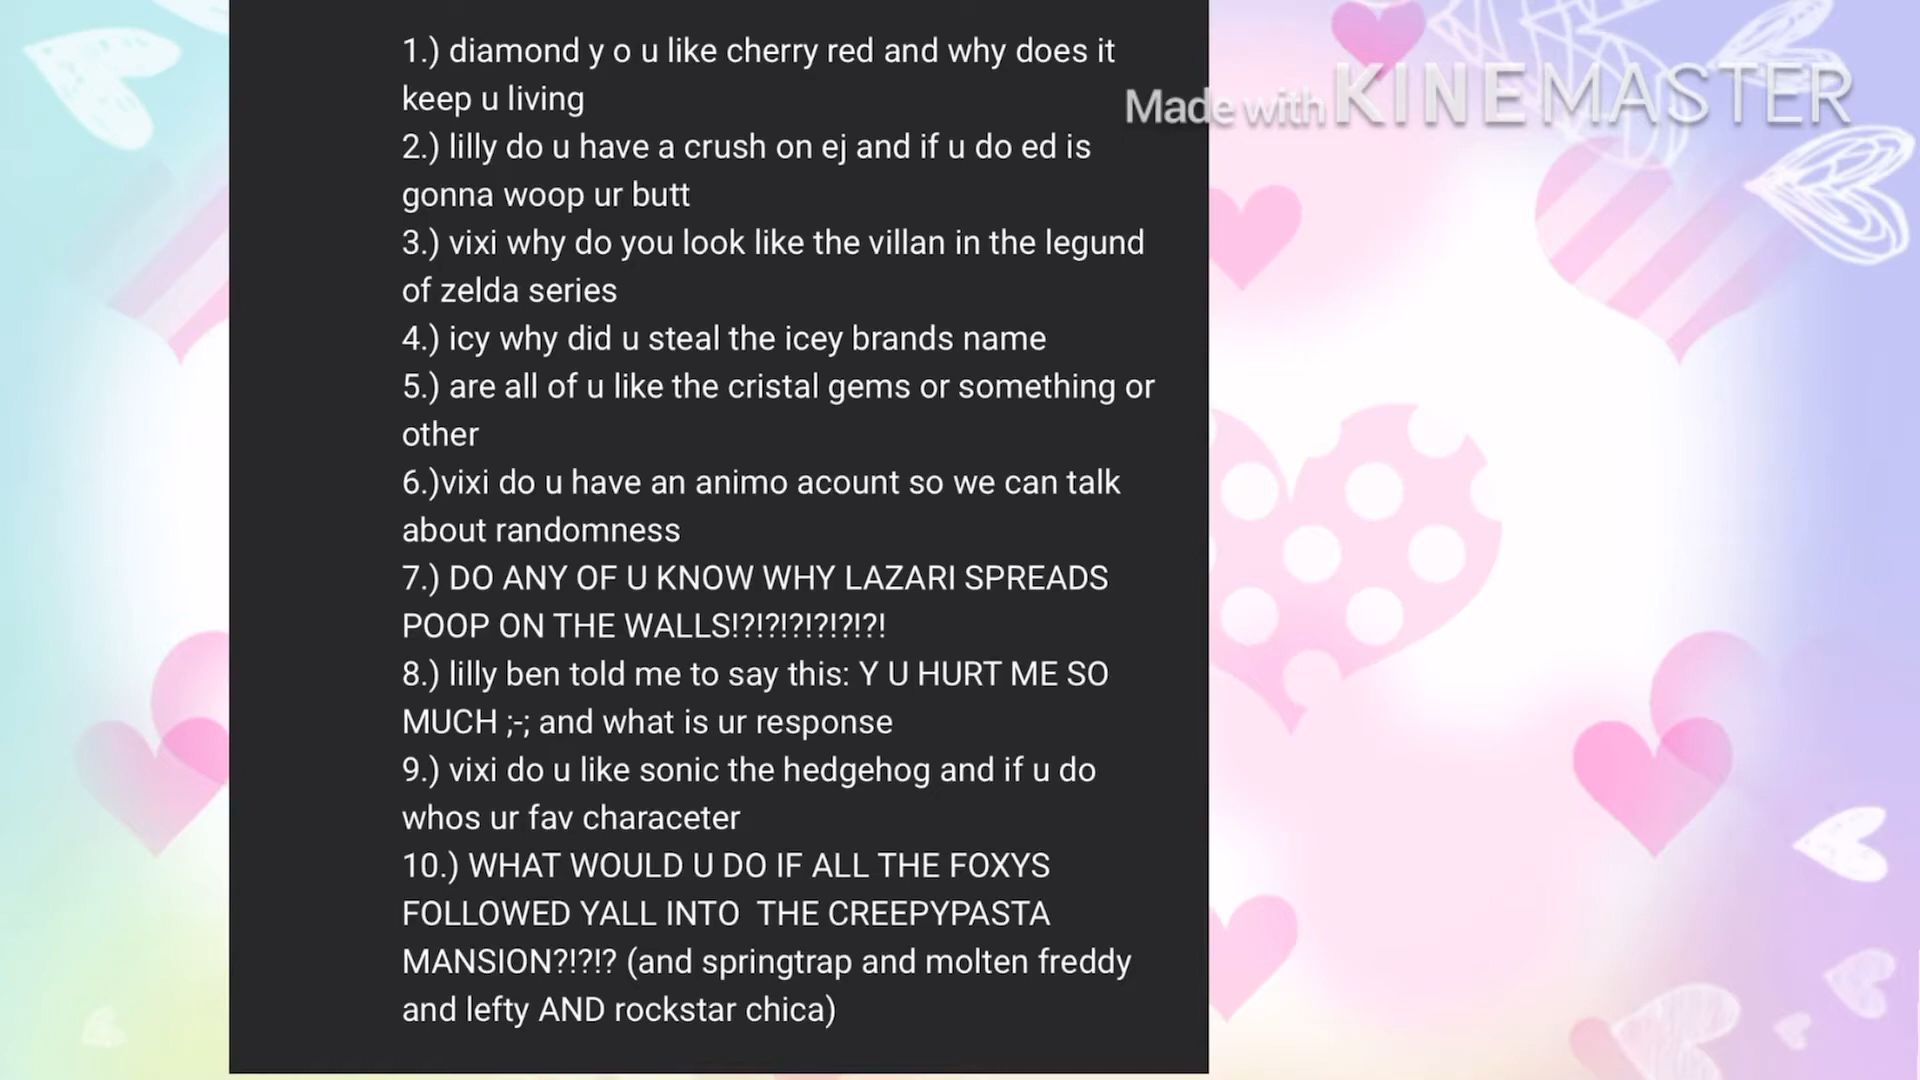 1.) diamond y o u like cherry red and why does it
keep u living
2.) lilly do u have a crush on ej and if u do ed is
gonna woop ur butt
3.) vixi why do you look like the villan in the legund
of zelda series
4.) icy why did u steal the icey brands name
5.) are all of u like the cristal gems or something or
other
6.)vixi do u have an animo acount so we can talk
about randomness
7.) DO ANY OF U KNOW WHY LAZARI SPREADS
POOP ON THE WALLS!?!?!?!?!?!?!
8.) lilly ben told me to say this: Y U HURT ME SO
MUCH ;-; and what is ur response
9.) vixi do u like sonic the hedgehog and if u do
whos ur fav characeter
10.) WHAT WOULD U DO IF ALL THE FOXYS
FOLLOWED YALL INTO  THE CREEPYPASTA
MANSION?!?!? (and springtrap and molten freddy
and lefty AND rockstar chica)
Made with KINEMASTER